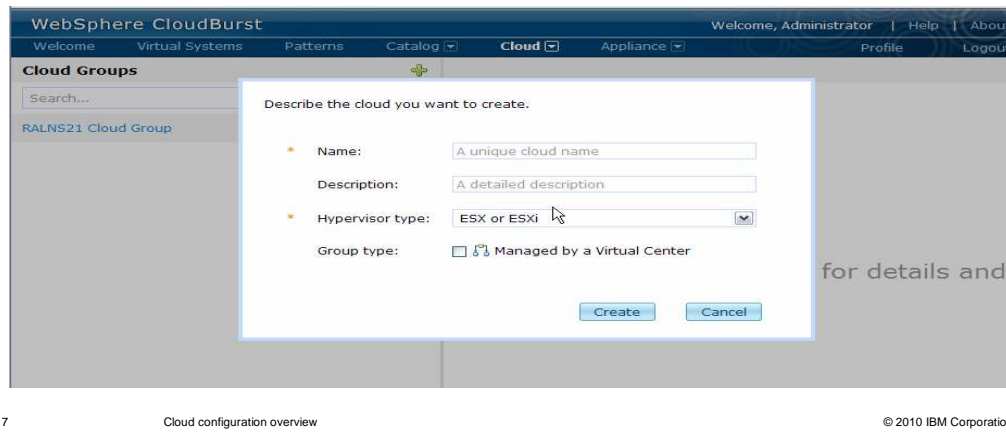 WebSphere CloudBurst
Welcome, Administrator | Help | Abou
Welcome Virtual Systems Patterns Catalog Cloud Appliance Profile Logou
Cloud Groups
Search...
RALNS21 Cloud Group
Describe the cloud you want to create.
* Name: A unique cloud name
Description: A detailed description
* Hypervisor type: ESX or ESXi
Group type: Managed by a Virtual Center
for details and
Create Cancel
7 Cloud configuration overview © 2010 IBM Corporatio